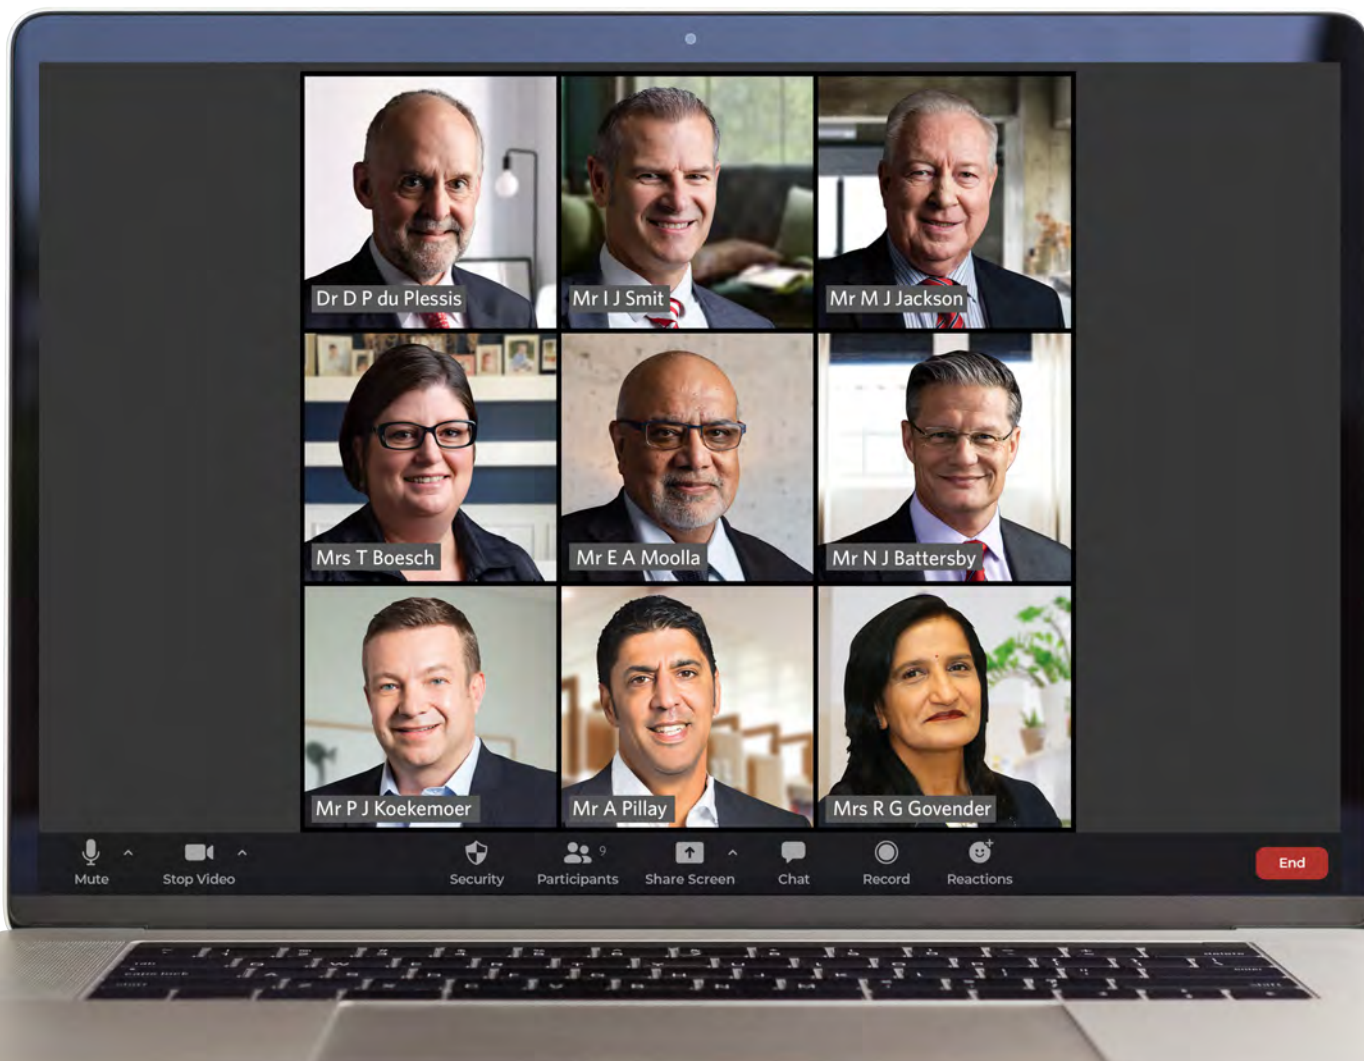 Dr D P du Plessis
Mr I J Smit
Mr M J Jackson
Mrs T Boesch
Mr E A Moolla
Mr N J Battersby
Mr P J Koekemoer
Mr A Pillay
Mrs R G Govender
9
Mute
Stop Video
Security
Participants
Share Screen
Chat
Record
Reactions
End